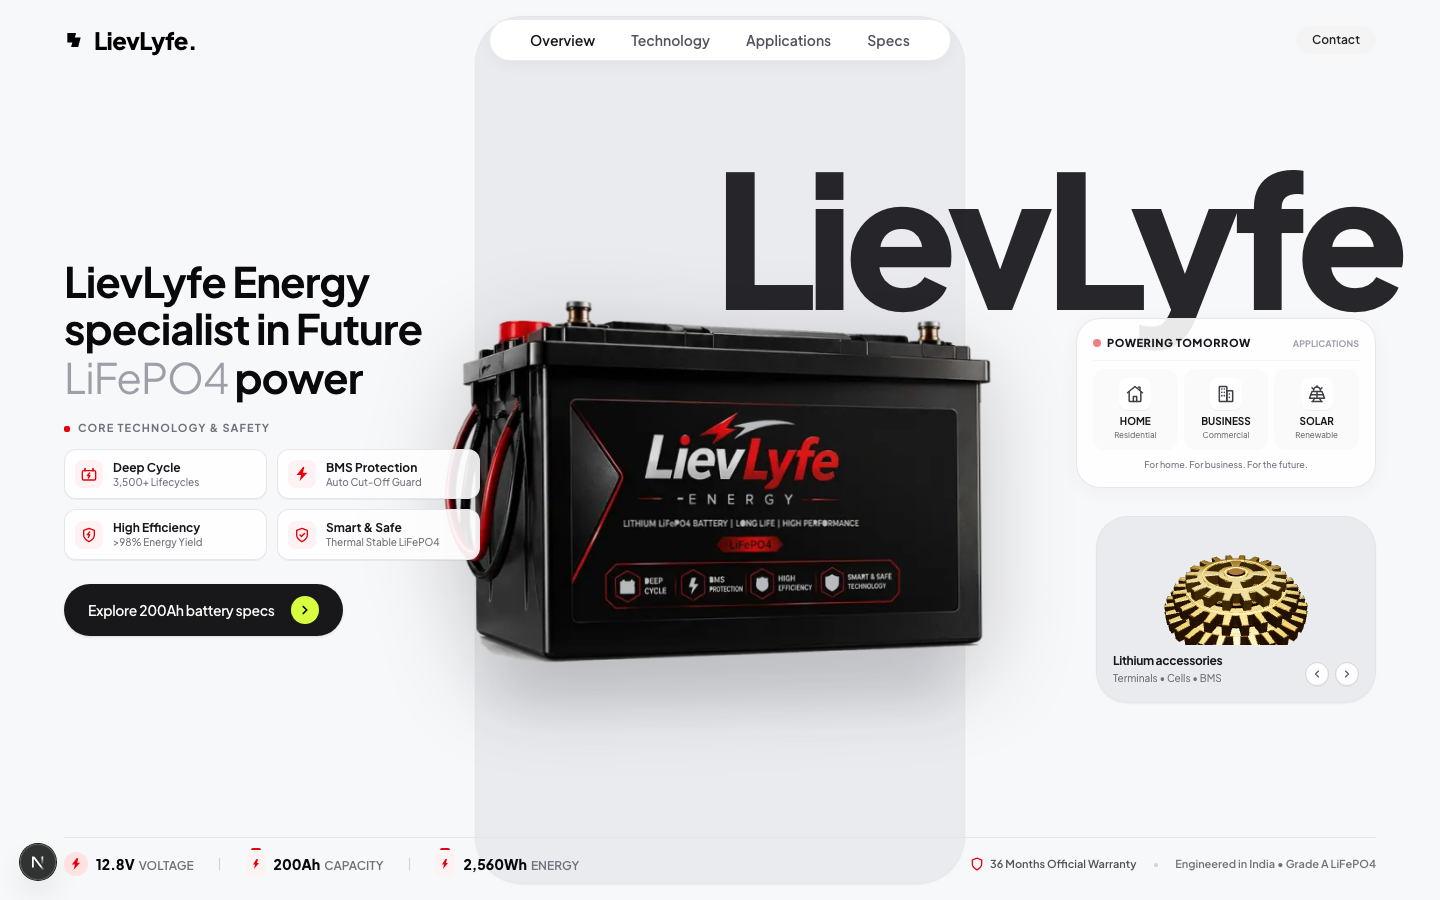 LievLyfe.
Overview
Technology
Applications
Specs
Contact
LievLyfe
LievLyfe Energy
specialist in Future
LiFePO4 power
CORE TECHNOLOGY & SAFETY
Deep Cycle
3,500+ Lifecycles
BMS Protection
Auto Cut-Off Guard
High Efficiency
>98% Energy Yield
Smart & Safe
Thermal Stable LiFePO4
Explore 200Ah battery specs
LievLyfe
-ENERGY
LITHIUM LiFePO4 BATTERY | LONG LIFE | HIGH PERFORMANCE
LiFePO4
DEEP
CYCLE
BMS
PROTECTION
HIGH
EFFICIENCY
SMART & SAFE
TECHNOLOGY
POWERING TOMORROW
APPLICATIONS
HOME
Residential
BUSINESS
Commercial
SOLAR
Renewable
For home. For business. For the future.
Lithium accessories
Terminals • Cells • BMS
N
12.8V VOLTAGE
200Ah CAPACITY
2,560Wh ENERGY
36 Months Official Warranty
Engineered in India • Grade A LiFePO4